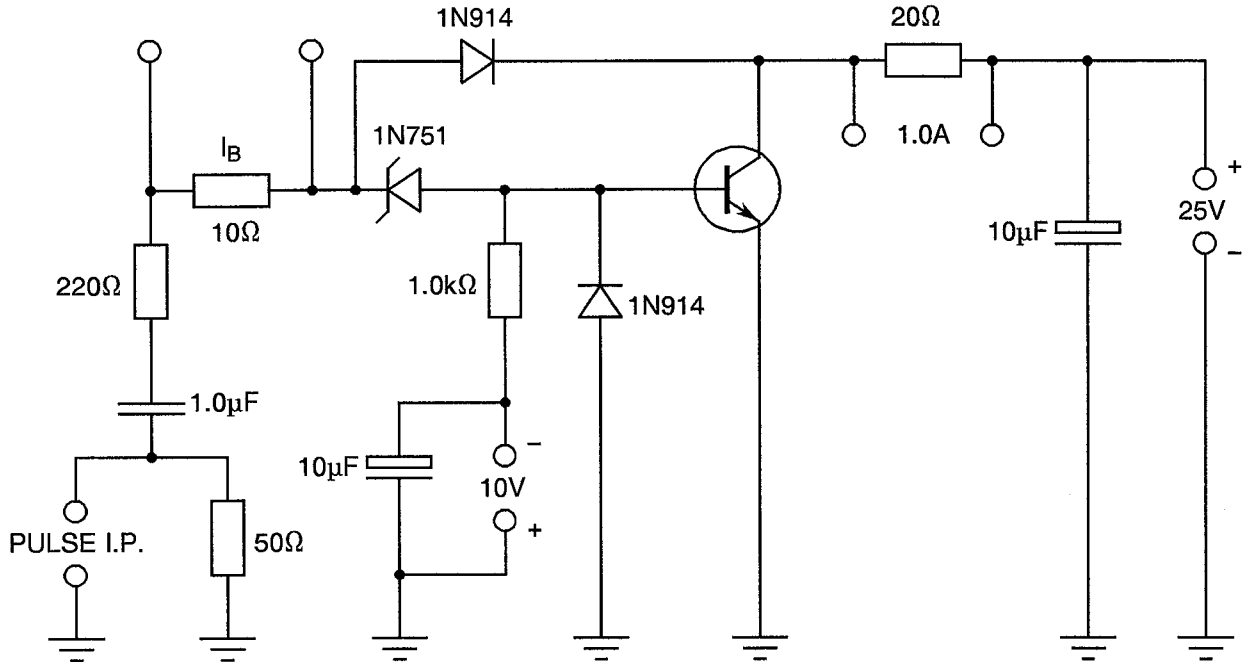 1N914
20Ω
1N751
1.0A
I_B
+
25V
10Ω
10μF
−
220Ω
1.0kΩ
1N914
1.0μF
−
10μF
10V
PULSE I.P.
50Ω
+